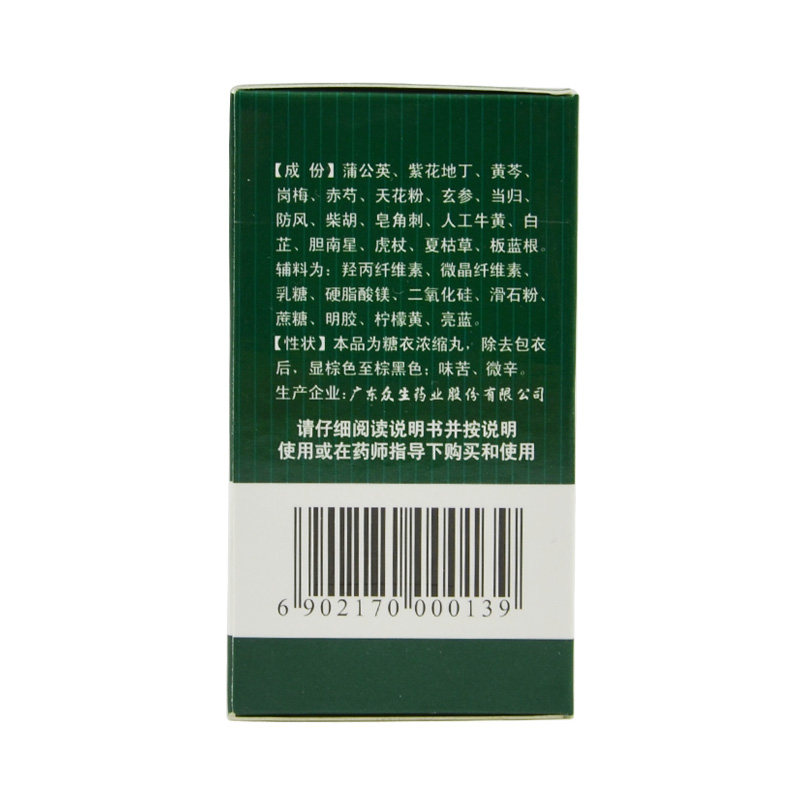 【成 份】蒲公英、紫花地丁、黄芩、
岗梅、赤芍、天花粉、玄参、当归、
防风、柴胡、皂角刺、人工牛黄、白
芷、胆南星、虎杖、夏枯草、板蓝根。
辅料为：羟丙纤维素、微晶纤维素、
乳糖、硬脂酸镁、二氧化硅、滑石粉、
蔗糖、明胶、柠檬黄、亮蓝。
【性状】本品为糖衣浓缩丸，除去包衣
后，显棕色至棕黑色；味苦、微辛。
生产企业：广东众生药业股份有限公司
请仔细阅读说明书并按说明
使用或在药师指导下购买和使用
6 902170 000139